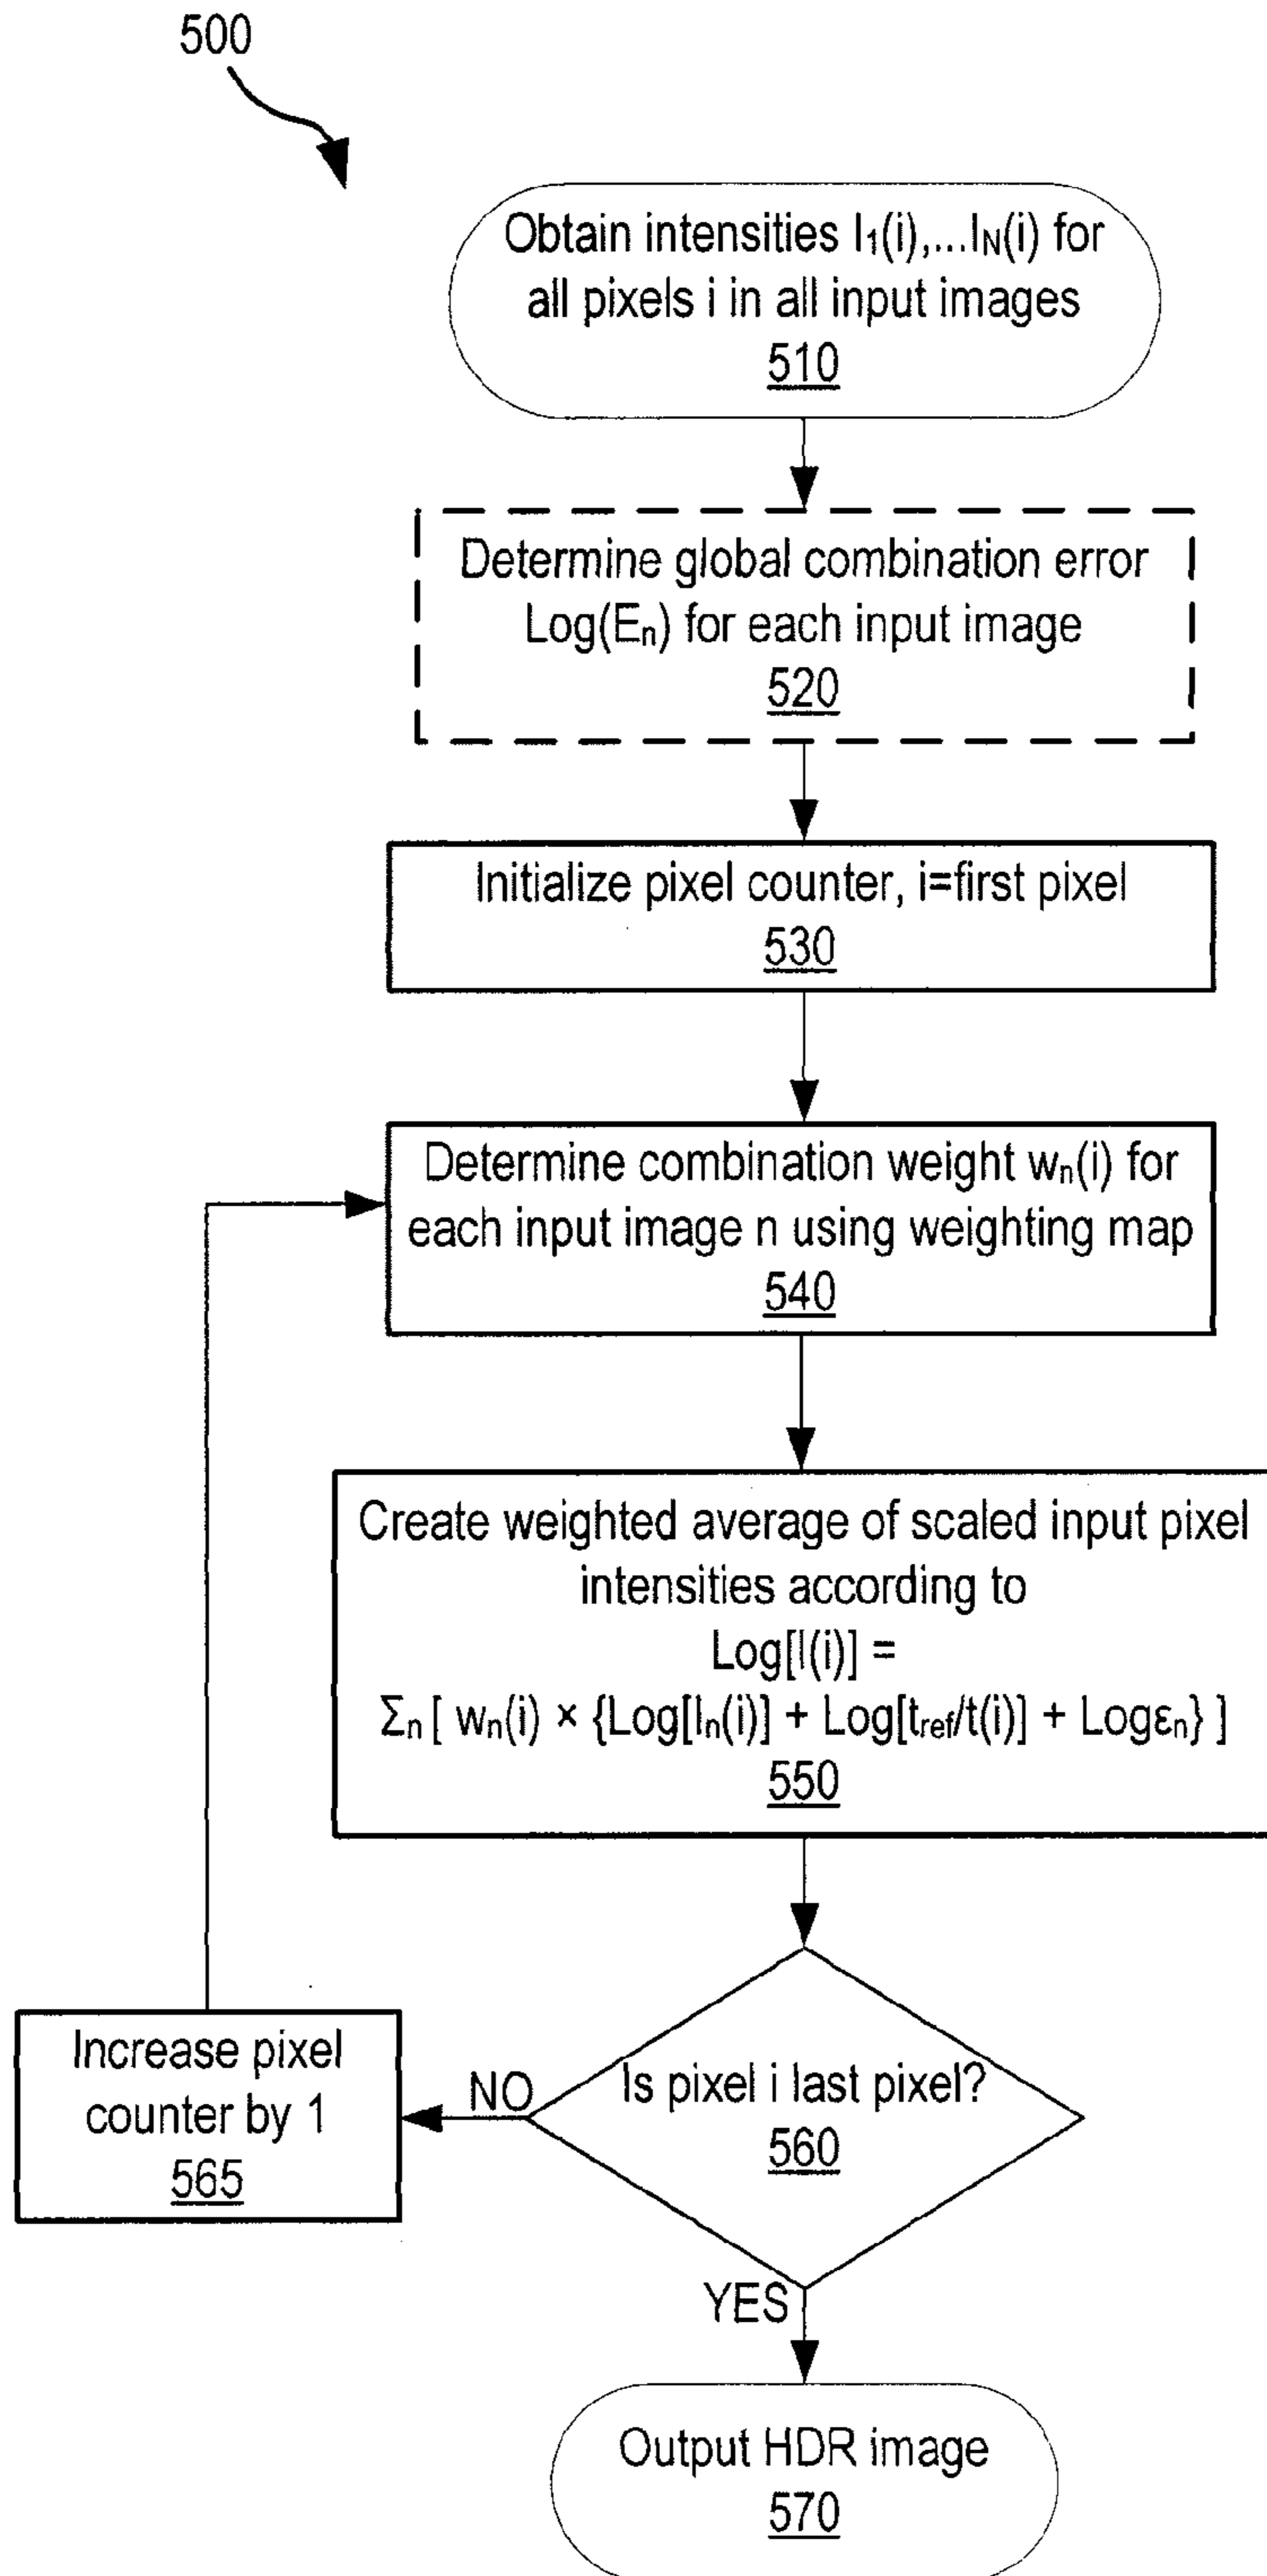 500
Obtain intensities I₁(i),...Iₙ(i) for
all pixels i in all input images
510
Determine global combination error
Log(Eₙ) for each input image
520
Initialize pixel counter, i=first pixel
530
Determine combination weight wₙ(i) for
each input image n using weighting map
540
Create weighted average of scaled input pixel
intensities according to
Log[I(i)] =
Σₙ [ wₙ(i) × {Log[Iₙ(i)] + Log[t_ref/t(i)] + Logεₙ} ]
550
Is pixel i last pixel?
560
NO
Increase pixel
counter by 1
565
YES
Output HDR image
570